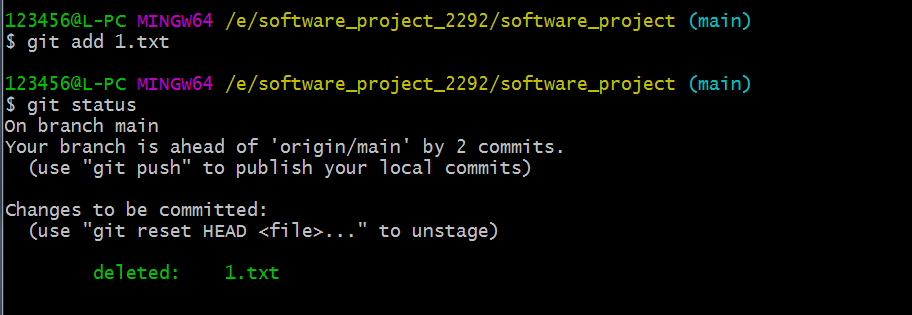 123456@L-PC MINGW64 /e/software_project_2292/software_project (main)
$ git add 1.txt
123456@L-PC MINGW64 /e/software_project_2292/software_project (main)
$ git status
On branch main
Your branch is ahead of 'origin/main' by 2 commits.
  (use "git push" to publish your local commits)
Changes to be committed:
  (use "git reset HEAD <file>..." to unstage)
        deleted:    1.txt